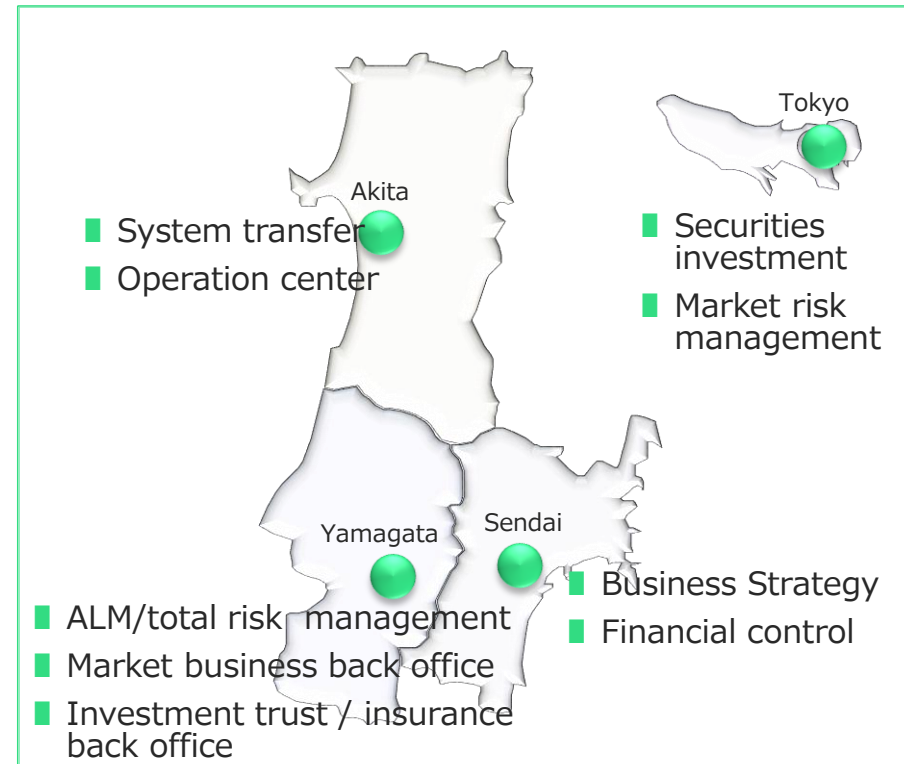 Tokyo
Akita
System transfer
Operation center
Securities
investment
Market risk
management
Yamagata
Sendai
Business Strategy
Financial control
ALM/total risk management
Market business back office
Investment trust / insurance
back office